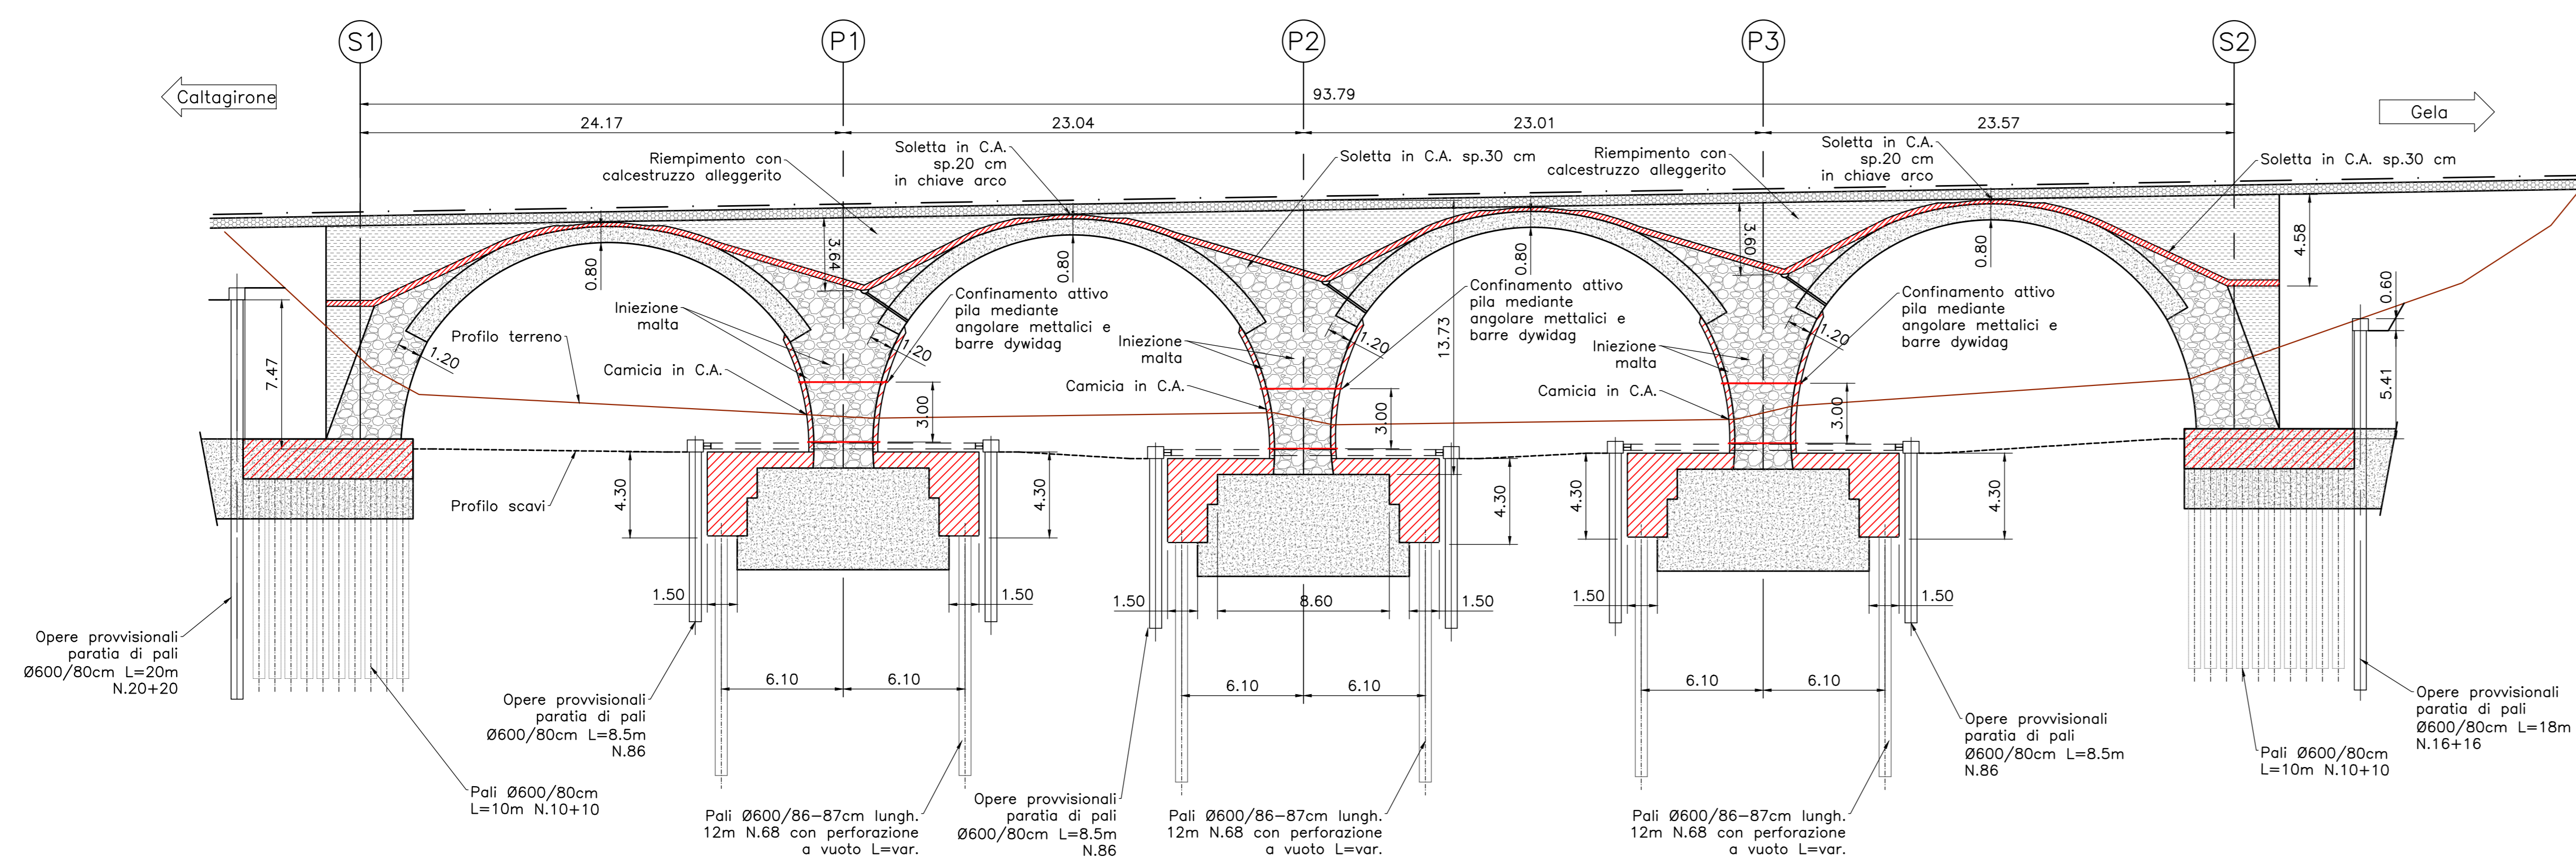 S1
P1
P2
P3
S2
Caltagirone
Gela
93.79
24.17
23.04
23.01
23.57
Riempimento con
calcestruzzo alleggerito
Soletta in C.A.
sp.20 cm
in chiave arco
Soletta in C.A. sp.30 cm
Riempimento con
calcestruzzo alleggerito
Soletta in C.A.
sp.20 cm
in chiave arco
Soletta in C.A. sp.30 cm
0.80
3.64
0.80
0.80
3.60
0.80
4.58
0.60
5.41
7.47
13.73
Profilo terreno
1.20
Iniezione
malta
Camicia in C.A.
1.20
Confinamento attivo
pila mediante
angolare mettalici e
barre dywidag
3.00
Iniezione
malta
Camicia in C.A.
1.20
Confinamento attivo
pila mediante
angolare mettalici e
barre dywidag
3.00
Iniezione
malta
Camicia in C.A.
1.20
Confinamento attivo
pila mediante
angolare mettalici e
barre dywidag
3.00
Profilo scavi
4.30
4.30
4.30
4.30
4.30
1.50
1.50
1.50
8.60
1.50
1.50
1.50
6.10
6.10
6.10
6.10
6.10
6.10
Opere provvisionali
paratia di pali
Ø600/80cm L=20m
N.20+20
Pali Ø600/80cm
L=10m N.10+10
Opere provvisionali
paratia di pali
Ø600/80cm L=8.5m
N.86
Pali Ø600/86-87cm lungh.
12m N.68 con perforazione
a vuoto L=var.
Opere provvisionali
paratia di pali
Ø600/80cm L=8.5m
N.86
Pali Ø600/86-87cm lungh.
12m N.68 con perforazione
a vuoto L=var.
Pali Ø600/86-87cm lungh.
12m N.68 con perforazione
a vuoto L=var.
Opere provvisionali
paratia di pali
Ø600/80cm L=8.5m
N.86
Pali Ø600/80cm
L=10m N.10+10
Opere provvisionali
paratia di pali
Ø600/80cm L=18m
N.16+16